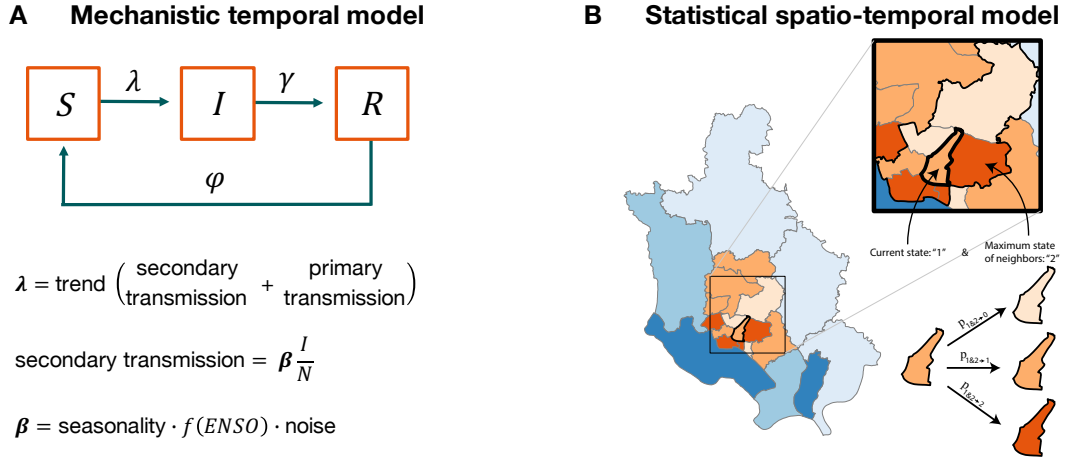 A Mechanistic temporal model
S λ I γ R
φ
λ = trend ( secondary transmission + primary transmission )
secondary transmission = β I/N
β = seasonality · f(ENSO) · noise
B Statistical spatio-temporal model
Current state: "1" & Maximum state
of neighbors: "2"
p1&2→0
p1&2→1
p1&2→2